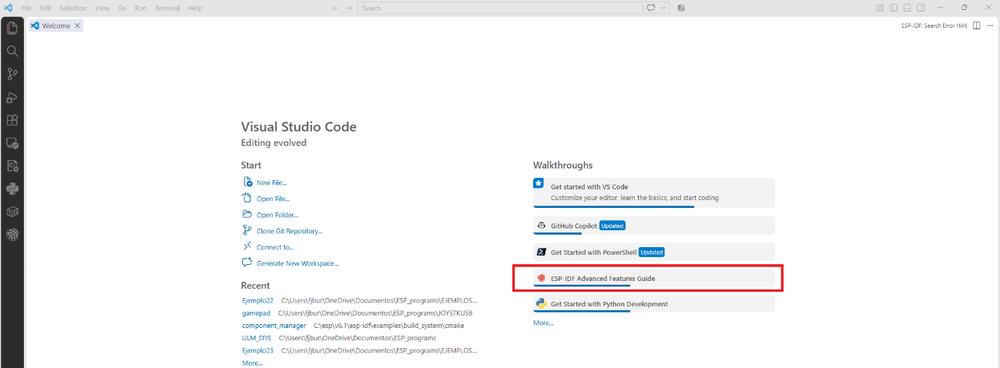 File Edit Selection View Go Run Terminal Help
Search
Welcome
ESP-IDF: Search Error Hint
Visual Studio Code
Editing evolved
Start
New File...
Open File...
Open Folder...
Clone Git Repository...
Connect to...
Generate New Workspace...
Recent
Ejemplo22 C:\Users\fjbur\OneDrive\Documentos\ESP_programs\EJEMPLOS...
gamepad C:\Users\fjbur\OneDrive\Documentos\ESP_programs\JOYSTKUSB
component_manager C:\esp\v6.1\esp-idf\examples\build_system\cmake
ULM_EFIS C:\Users\fjbur\OneDrive\Documentos\ESP_programs
Ejemplo23 C:\Users\fjbur\OneDrive\Documentos\ESP_programs\EJEMPLOS...
More...
Walkthroughs
Get started with VS Code
Customize your editor, learn the basics, and start coding
GitHub Copilot Updated
Get Started with PowerShell Updated
ESP-IDF Advanced Features Guide
Get Started with Python Development
More...